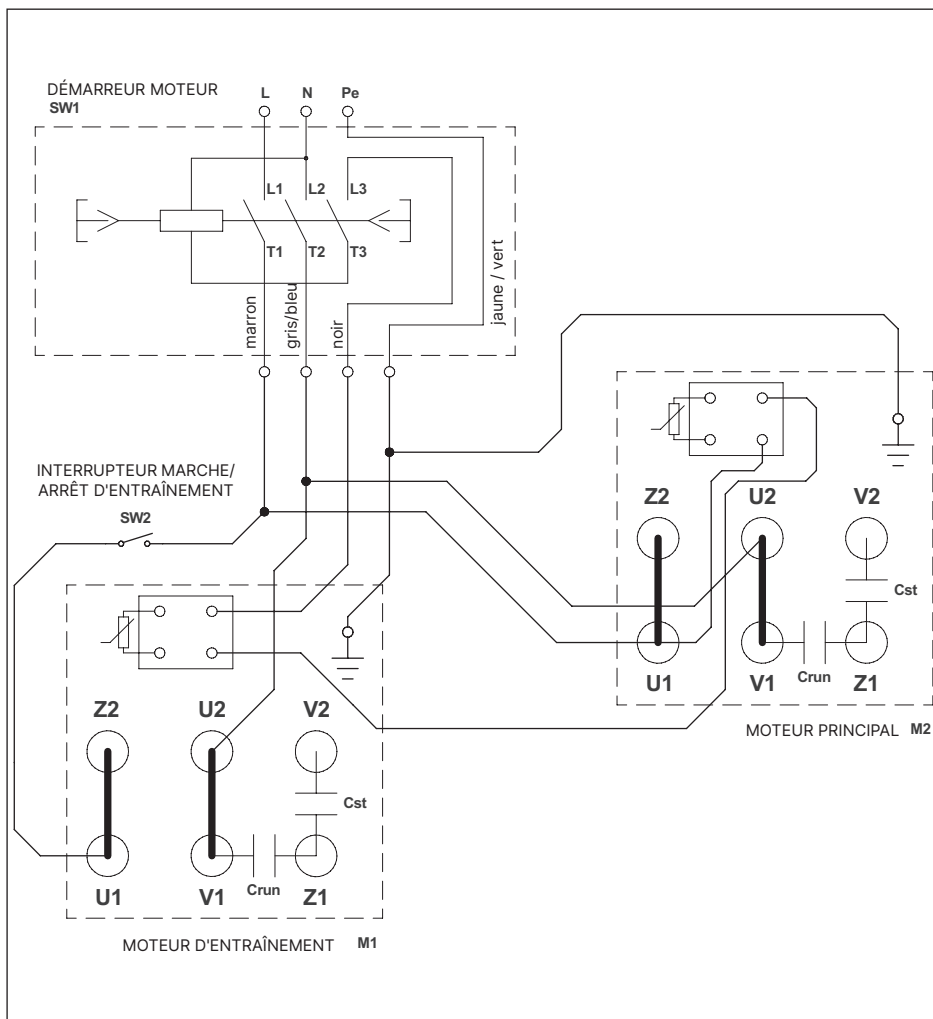 DÉMARREUR MOTEUR
SW1
L N Pe
L1 L2 L3
T1 T2 T3
marron
gris/bleu
noir
jaune / vert
INTERRUPTEUR MARCHE/
ARRÊT D'ENTRAÎNEMENT
SW2
Z2 U2 V2
Cst
Crun
U1 V1 Z1
MOTEUR PRINCIPAL M2
Z2 U2 V2
Cst
Crun
U1 V1 Z1
MOTEUR D'ENTRAÎNEMENT M1